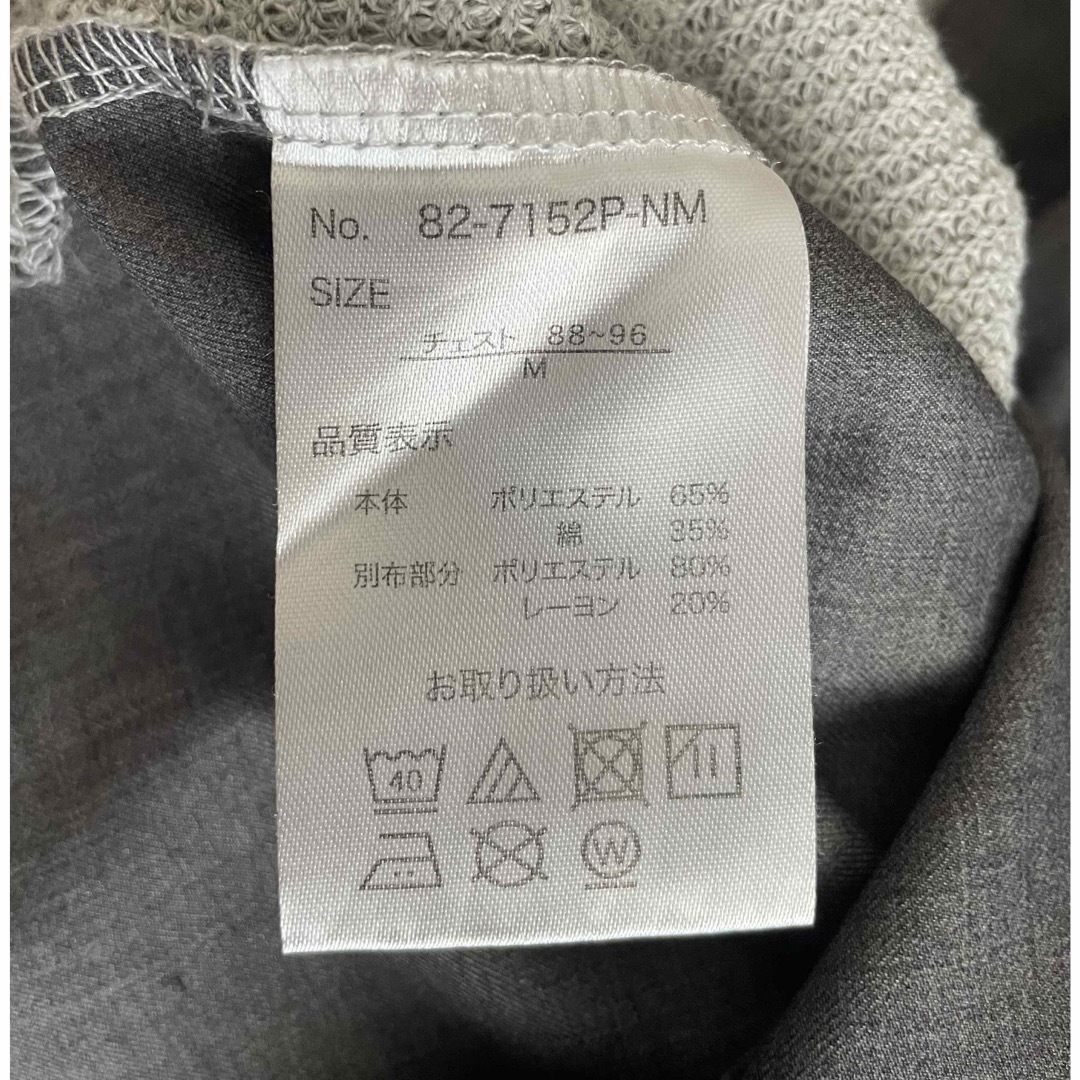 No. 82-7152P-NM
SIZE
チェスト 88~96
M
品質表示
本体 ポリエステル 65%
綿 35%
別布部分 ポリエステル 80%
レーヨン 20%
お取り扱い方法
40
W